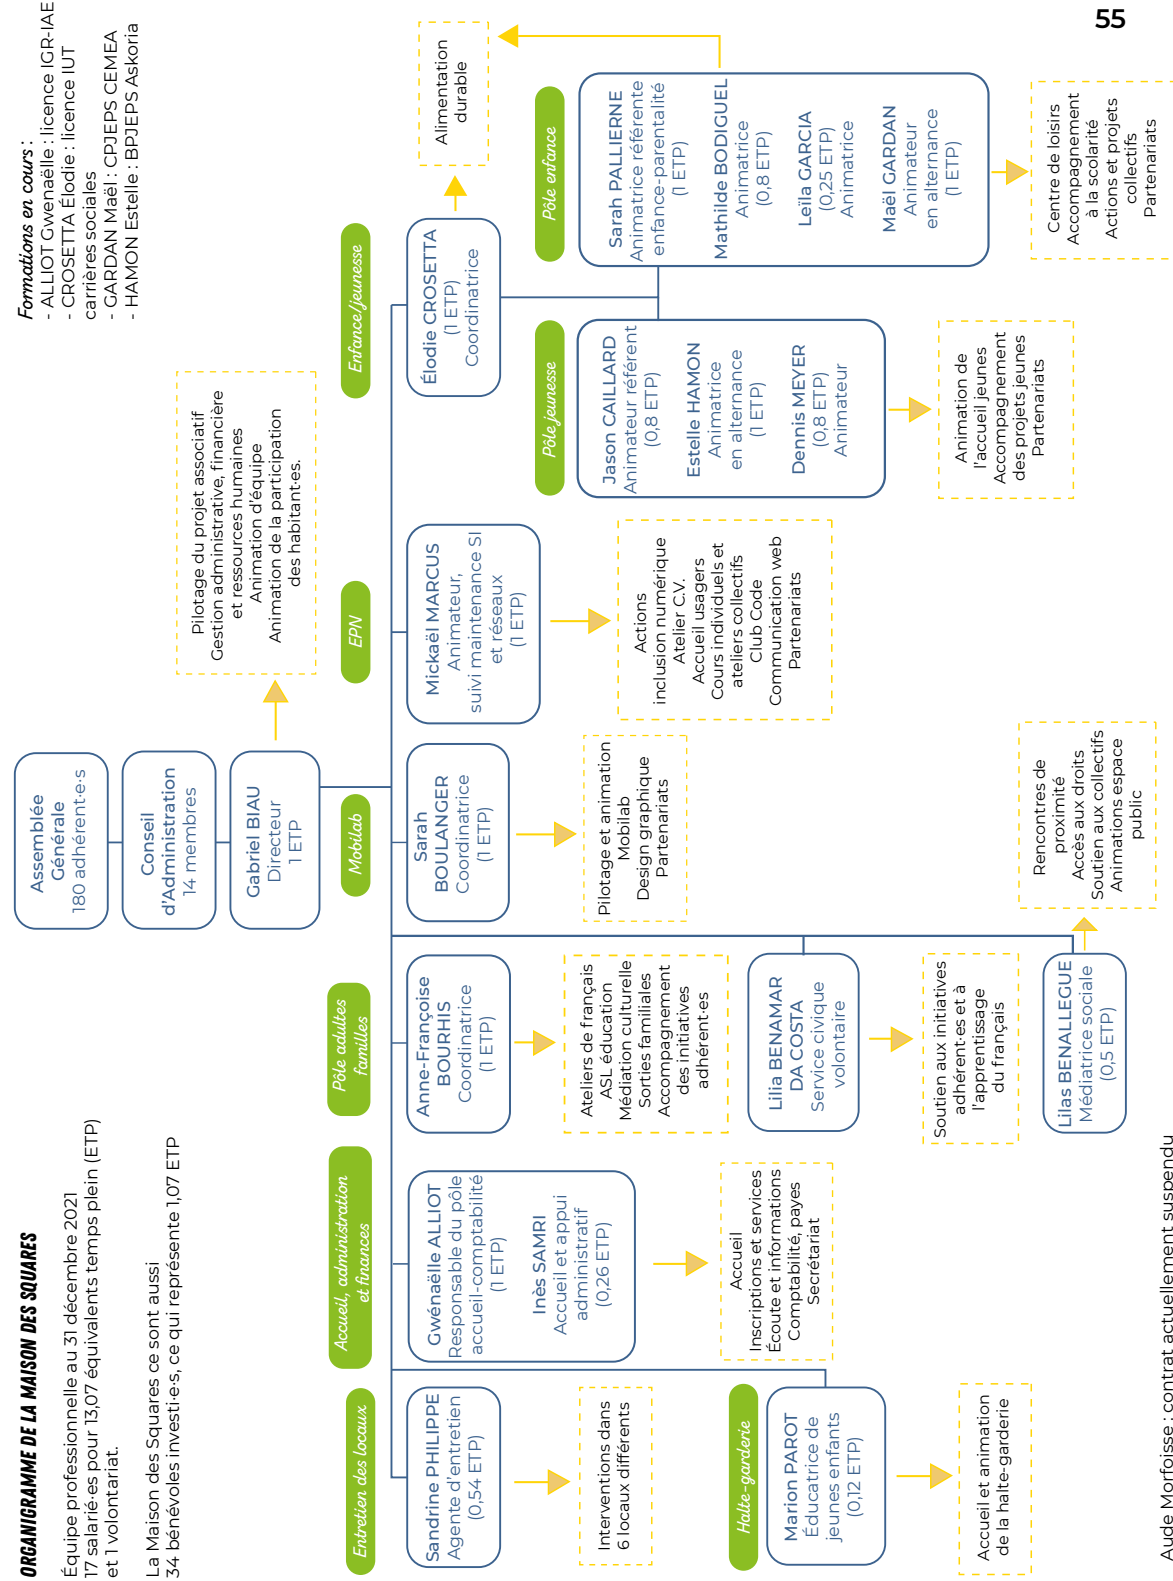 ORGANIGRAMME DE LA MAISON DES SQUARES
Équipe professionnelle au 31 décembre 2021
17 salarié·es pour 13,07 équivalents temps plein (ETP)
et 1 volontariat.
La Maison des Squares ce sont aussi
34 bénévoles investi·e·s, ce qui représente 1,07 ETP
Assemblée
Générale
180 adhérent·e·s
Conseil
d'Administration
14 membres
Gabriel BIAU
Directeur
1 ETP
Pilotage du projet associatif
Gestion administrative, financière
et ressources humaines
Animation d'équipe
Animation de la participation
des habitant·es.
Formations en cours :
- ALLIOT Gwenaëlle : licence IGR-IAE
- CROSETTA Élodie : licence IUT
carrières sociales
- GARDAN Maël : CPJEPS CEMEA
- HAMON Estelle : BPJEPS Askoria
Entretien des locaux
Sandrine PHILIPPE
Agente d'entretien
(0,54 ETP)
Interventions dans
6 locaux différents
Halte-garderie
Marion PAROT
Éducatrice de
jeunes enfants
(0,12 ETP)
Accueil et animation
de la halte-garderie
Accueil, administration
et finances
Gwénaëlle ALLIOT
Responsable du pôle
accueil-comptabilité
(1 ETP)
Inès SAMRI
Accueil et appui
administratif
(0,26 ETP)
Accueil
Inscriptions et services
Écoute et informations
Comptabilité, payes
Secrétariat
Pôle adultes
familles
Anne-Françoise
BOURHIS
Coordinatrice
(1 ETP)
Ateliers de français
ASL éducation
Médiation culturelle
Sorties familiales
Accompagnement
des initiatives
adhérent·es
Lilia BENAMAR
DA COSTA
Service civique
volontaire
Soutien aux initiatives
adhérent·es et à
l'apprentissage
du français
Lilas BENALLEGUE
Médiatrice sociale
(0,5 ETP)
Rencontres de
proximité
Accès aux droits
Soutien aux collectifs
Animations espace
public
Mobilab
Sarah
BOULANGER
Coordinatrice
(1 ETP)
Pilotage et animation
Mobilab
Design graphique
Partenariats
EPN
Mickaël MARCUS
Animateur,
suivi maintenance SI
et réseaux
(1 ETP)
Actions
inclusion numérique
Atelier C.V.
Accueil usagers
Cours individuels et
ateliers collectifs
Club Code
Communication web
Partenariats
Enfance/jeunesse
Élodie CROSETTA
(1 ETP)
Coordinatrice
Alimentation
durable
Pôle jeunesse
Jason CAILLARD
Animateur référent
(0,8 ETP)
Estelle HAMON
Animatrice
en alternance
(1 ETP)
Dennis MEYER
(0,8 ETP)
Animateur
Animation de
l'accueil jeunes
Accompagnement
des projets jeunes
Partenariats
Pôle enfance
Sarah PALLIERNE
Animatrice référente
enfance-parentalité
(1 ETP)
Mathilde BODIGUEL
Animatrice
(0,8 ETP)
Leïla GARCIA
(0,25 ETP)
Animatrice
Maël GARDAN
Animateur
en alternance
(1 ETP)
Centre de loisirs
Accompagnement
à la scolarité
Actions et projets
collectifs
Partenariats
Aude Morfoisse : contrat actuellement suspendu
55